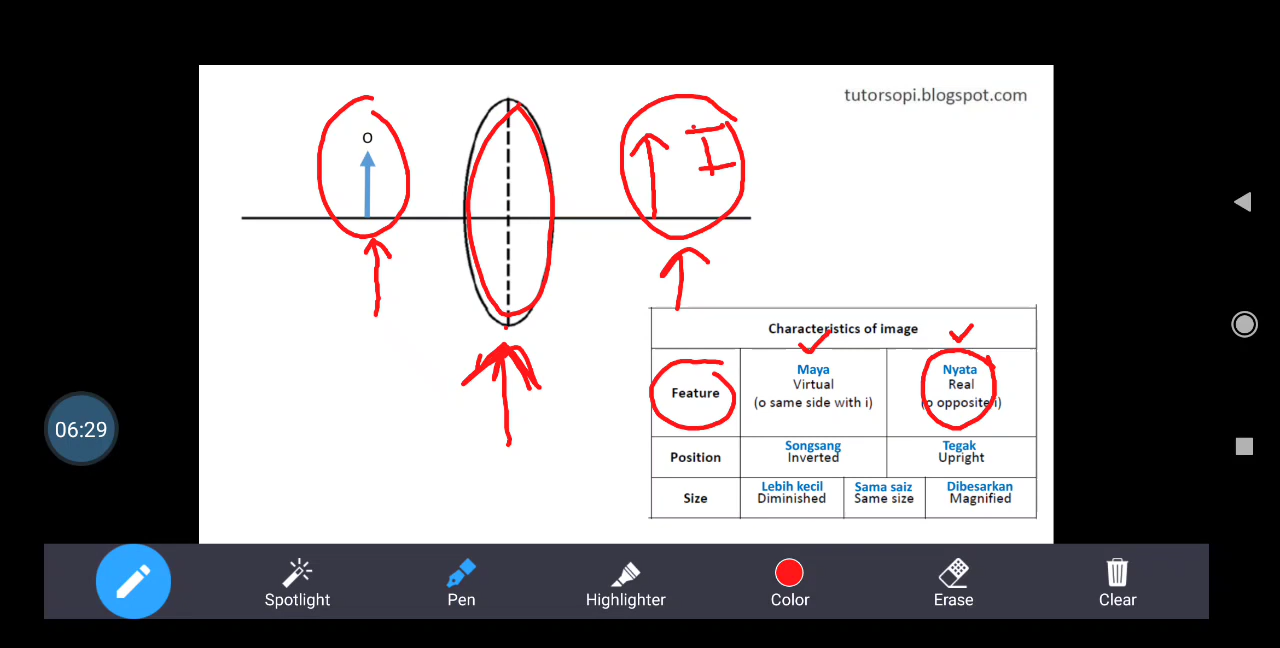 tutorsopi.blogspot.com
O
I
Characteristics of image
Feature
Maya
Virtual
(o same side with i)
Nyata
Real
(o opposite i)
Position
Songsang
Inverted
Tegak
Upright
Size
Lebih kecil
Diminished
Sama saiz
Same size
Dibesarkan
Magnified
06:29
Spotlight
Pen
Highlighter
Color
Erase
Clear